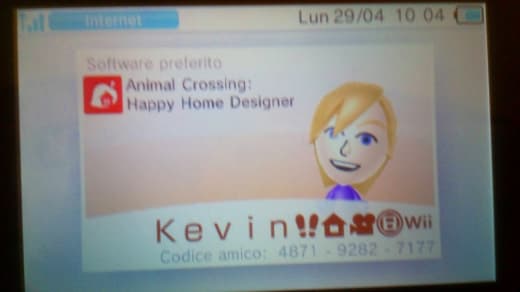 Internet
Lun 29/04 10 04
Software preferito
Animal Crossing:
Happy Home Designer
Kevin Wii
Codice amico: 4871 - 9282 - 7177